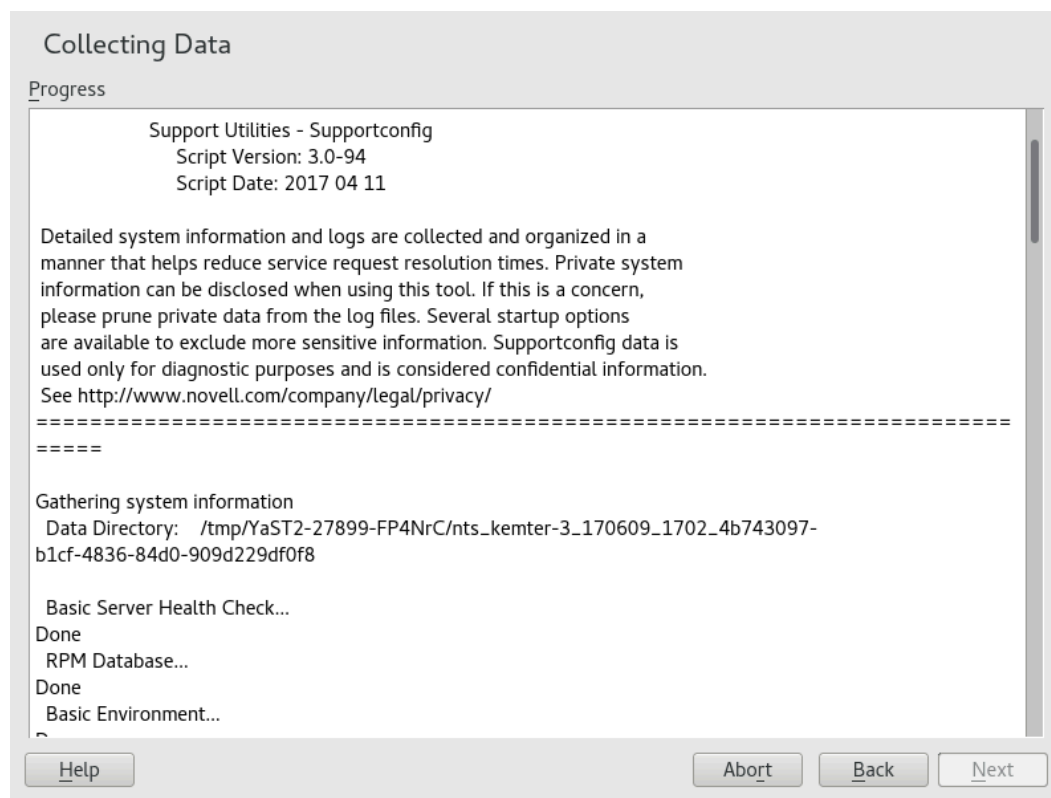 Collecting Data
Progress
Support Utilities - Supportconfig
Script Version: 3.0-94
Script Date: 2017 04 11
Detailed system information and logs are collected and organized in a
manner that helps reduce service request resolution times. Private system
information can be disclosed when using this tool. If this is a concern,
please prune private data from the log files. Several startup options
are available to exclude more sensitive information. Supportconfig data is
used only for diagnostic purposes and is considered confidential information.
See http://www.novell.com/company/legal/privacy/
========================================================================
=====
Gathering system information
Data Directory: /tmp/YaST2-27899-FP4NrC/nts_kemter-3_170609_1702_4b743097-
b1cf-4836-84d0-909d229df0f8
Basic Server Health Check...
Done
RPM Database...
Done
Basic Environment...
Help
Abort
Back
Next